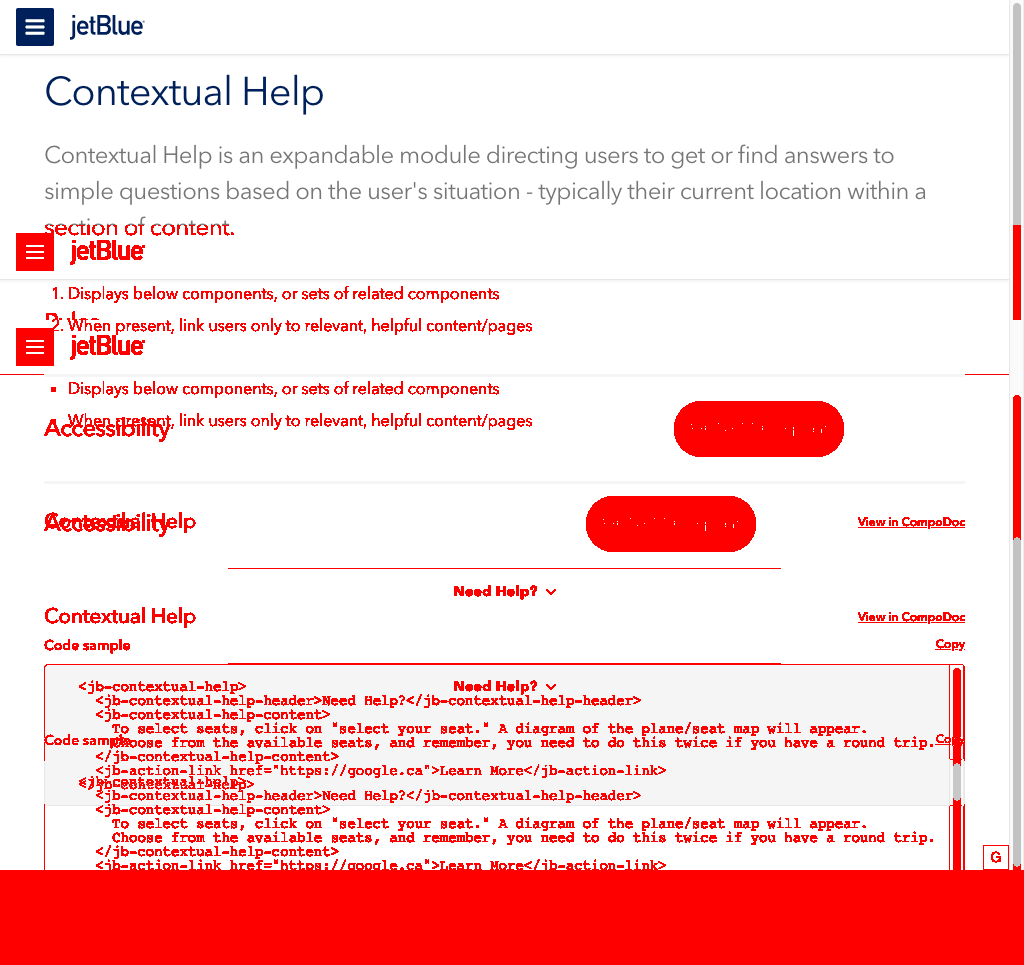 jetBlue
Contextual Help
Contextual Help is an expandable module directing users to get or find answers to
simple questions based on the user's situation - typically their current location within a
section of content.
jetBlue
1. Displays below components, or sets of related components
2. When present, link users only to relevant, helpful content/pages
jetBlue
Displays below components, or sets of related components
When present, link users only to relevant, helpful content/pages
Accessibility
Contextual Help
Accessibility
View in CompoDoc
Need Help?
Contextual Help
View in CompoDoc
Code sample
Copy
<jb-contextual-help>
Need Help?
<jb-contextual-help-header>Need Help?</jb-contextual-help-header>
<jb-contextual-help-content>
To select seats, click on "select your seat." A diagram of the plane/seat map will appear.
Code sample
Copy
Choose from the available seats, and remember, you need to do this twice if you have a round trip.
</jb-contextual-help-content>
<jb-action-link href="https://google.ca">Learn More</jb-action-link>
<jb-contextual-help>
</jb-contextual-help>
<jb-contextual-help-header>Need Help?</jb-contextual-help-header>
<jb-contextual-help-content>
To select seats, click on "select your seat." A diagram of the plane/seat map will appear.
Choose from the available seats, and remember, you need to do this twice if you have a round trip.
</jb-contextual-help-content>
<jb-action-link href="https://google.ca">Learn More</jb-action-link>
G